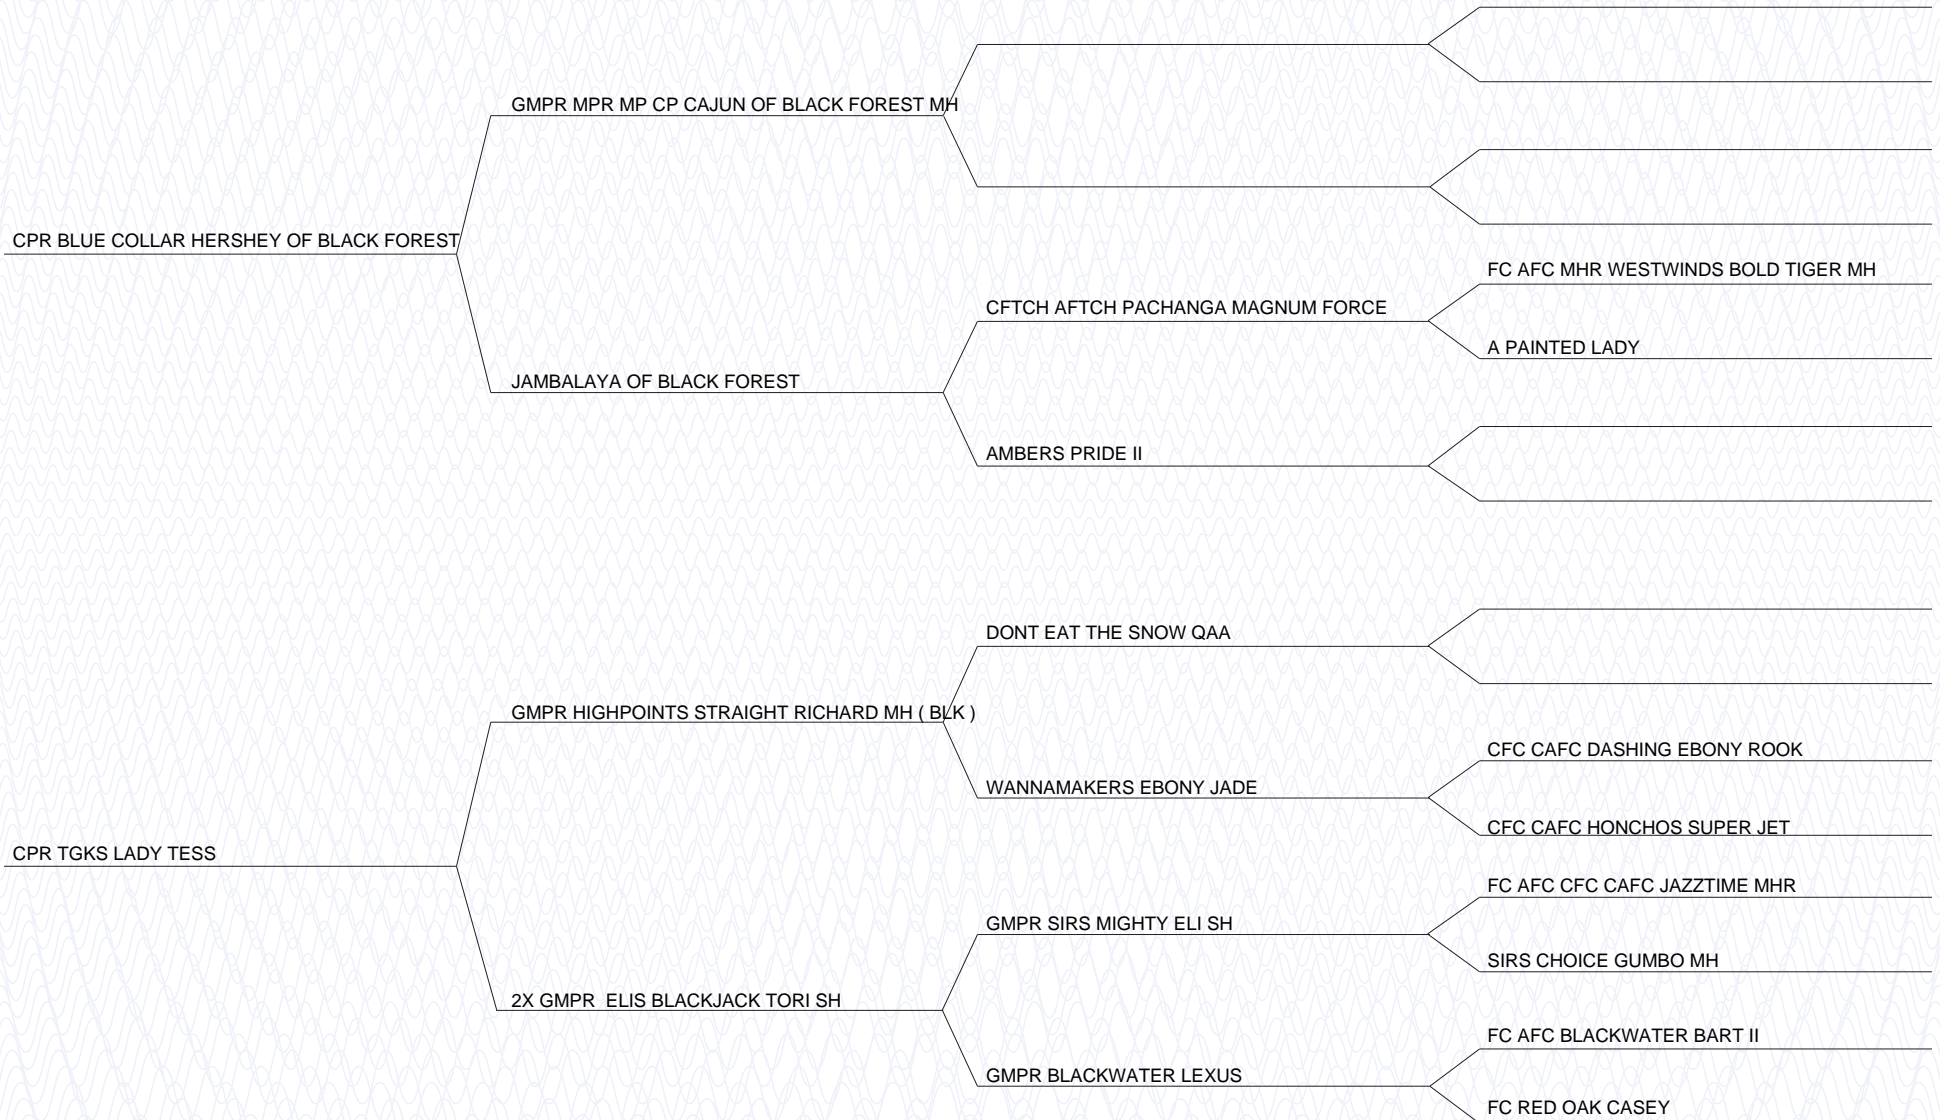 GMPR MPR MP CP CAJUN OF BLACK FOREST MH
CPR BLUE COLLAR HERSHEY OF BLACK FOREST
FC AFC MHR WESTWINDS BOLD TIGER MH
CFTCH AFTCH PACHANGA MAGNUM FORCE
A PAINTED LADY
JAMBALAYA OF BLACK FOREST
AMBERS PRIDE II
DONT EAT THE SNOW QAA
GMPR HIGHPOINTS STRAIGHT RICHARD MH ( BLK )
CFC CAFC DASHING EBONY ROOK
WANNAMAKERS EBONY JADE
CFC CAFC HONCHOS SUPER JET
CPR TGKS LADY TESS
FC AFC CFC CAFC JAZZTIME MHR
GMPR SIRS MIGHTY ELI SH
SIRS CHOICE GUMBO MH
2X GMPR  ELIS BLACKJACK TORI SH
FC AFC BLACKWATER BART II
GMPR BLACKWATER LEXUS
FC RED OAK CASEY